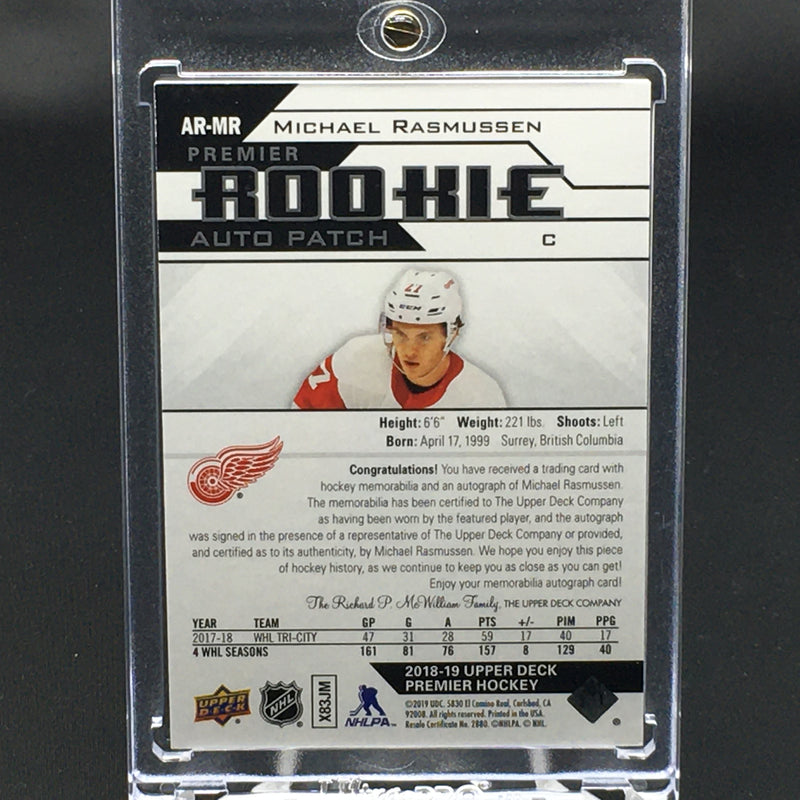 AR-MR MICHAEL RASMUSSEN
PREMIER
ROOKIE
AUTO PATCH C
27
CCM
Height: 6'6" Weight: 221 lbs. Shoots: Left
Born: April 17, 1999 Surrey, British Columbia
Congratulations! You have received a trading card with
hockey memorabilia and an autograph of Michael Rasmussen.
The memorabilia has been certified to The Upper Deck Company
as having been worn by the featured player, and the autograph
was signed in the presence of a representative of The Upper Deck Company or provided,
and certified as to its authenticity, by Michael Rasmussen. We hope you enjoy this piece
of hockey history, as we continue to keep you as close as you can get!
Enjoy your memorabilia autograph card!
The Richard P. McWilliam Family, THE UPPER DECK COMPANY
YEAR TEAM GP G A PTS +/- PIM PPG
2017-18 WHL TRI-CITY 47 31 28 59 17 40 17
4 WHL SEASONS 161 81 76 157 8 129 40
2018-19 UPPER DECK
PREMIER HOCKEY
UPPER DECK NHL X83JM NHLPA
©2019 UDC. 5830 El Camino Real, Carlsbad, CA
92008. All rights reserved. Printed in the USA.
Resale Certificate No. 2880. ©NHLPA. © NHL.